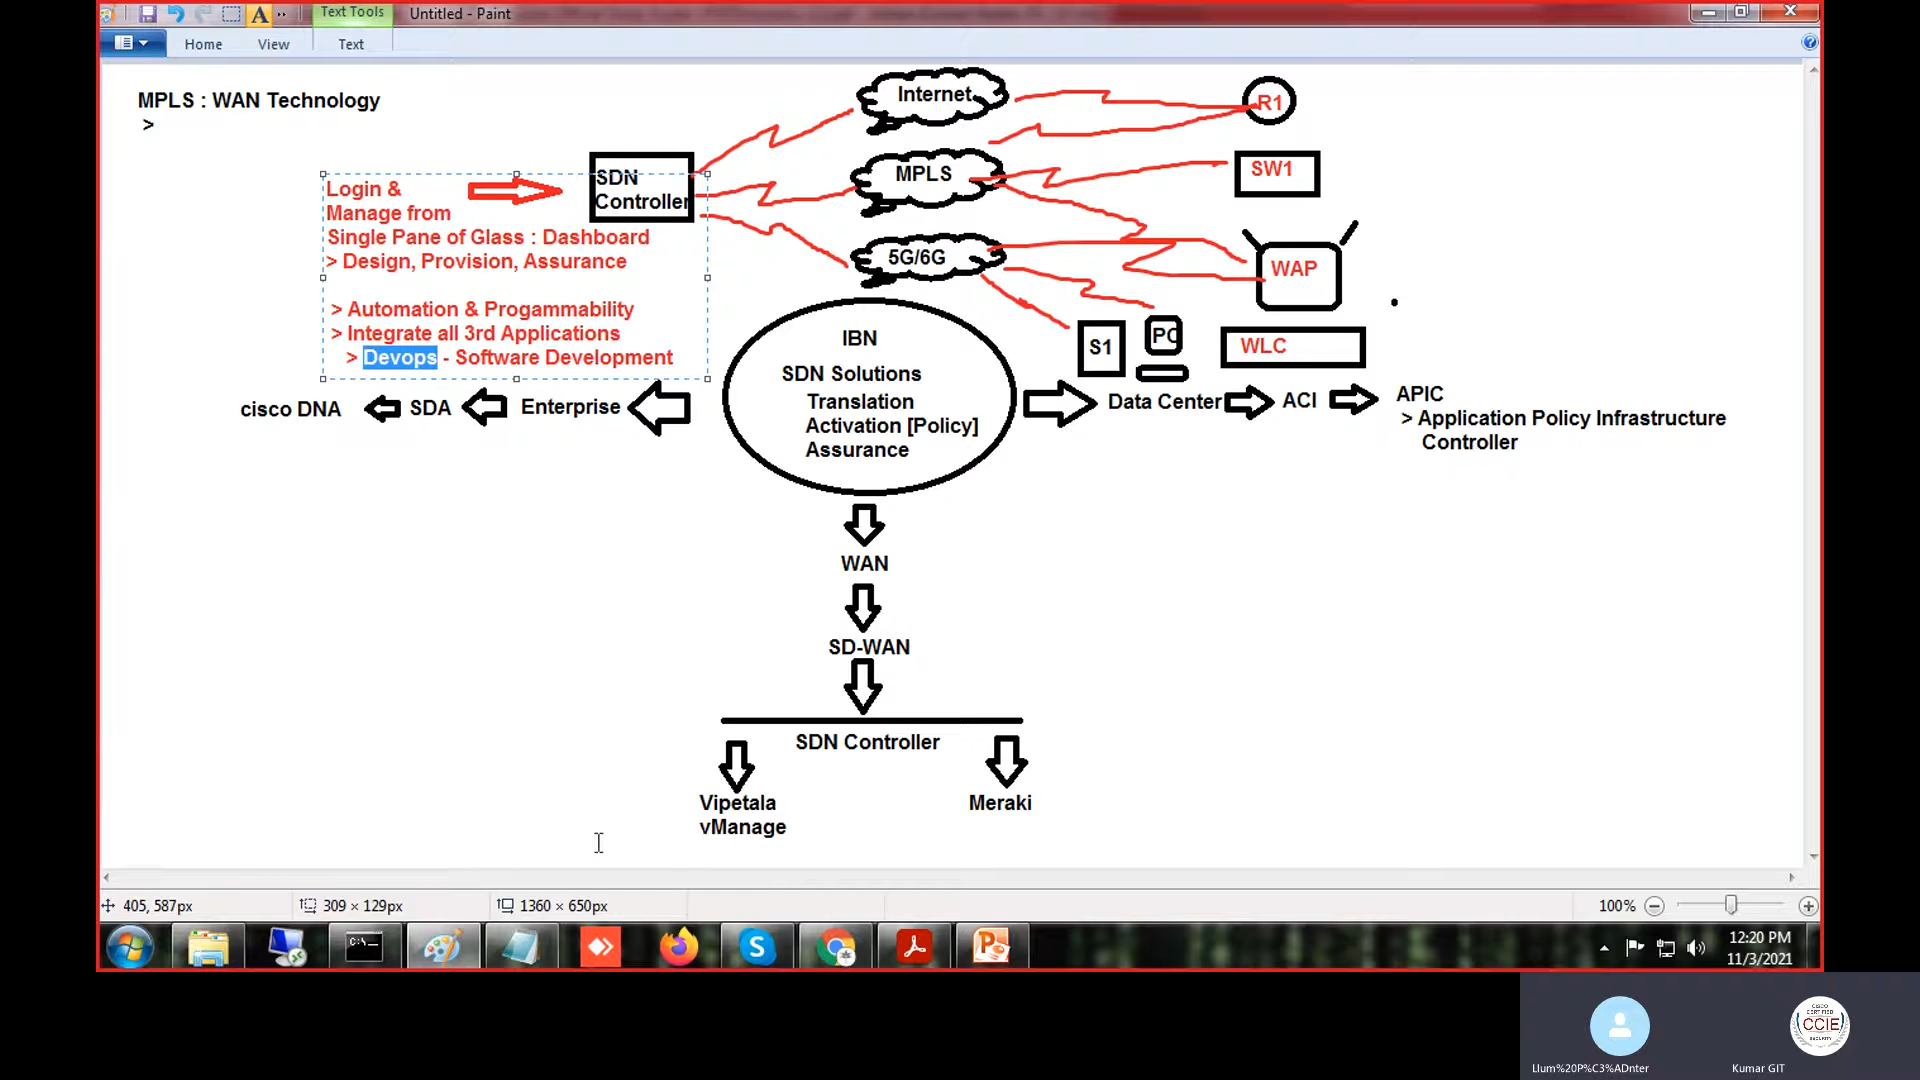 Text Tools
Untitled - Paint
Home
View
Text
MPLS : WAN Technology
>
Internet
R1
SDN
Controller
MPLS
SW1
Login &
Manage from
Single Pane of Glass : Dashboard
> Design, Provision, Assurance
> Automation & Progammability
> Integrate all 3rd Applications
> Devops - Software Development
5G/6G
WAP
S1
PC
WLC
IBN
SDN Solutions
Translation
Activation [Policy]
Assurance
cisco DNA
SDA
Enterprise
Data Center
ACI
APIC
> Application Policy Infrastructure
Controller
WAN
SD-WAN
SDN Controller
Vipetala
vManage
Meraki
405, 587px
309 × 129px
1360 × 650px
100%
C:\_
12:20 PM
11/3/2021
CISCO
CERTIFIED
CCIE
SECURITY
Llum%20P%C3%ADnter
Kumar GIT